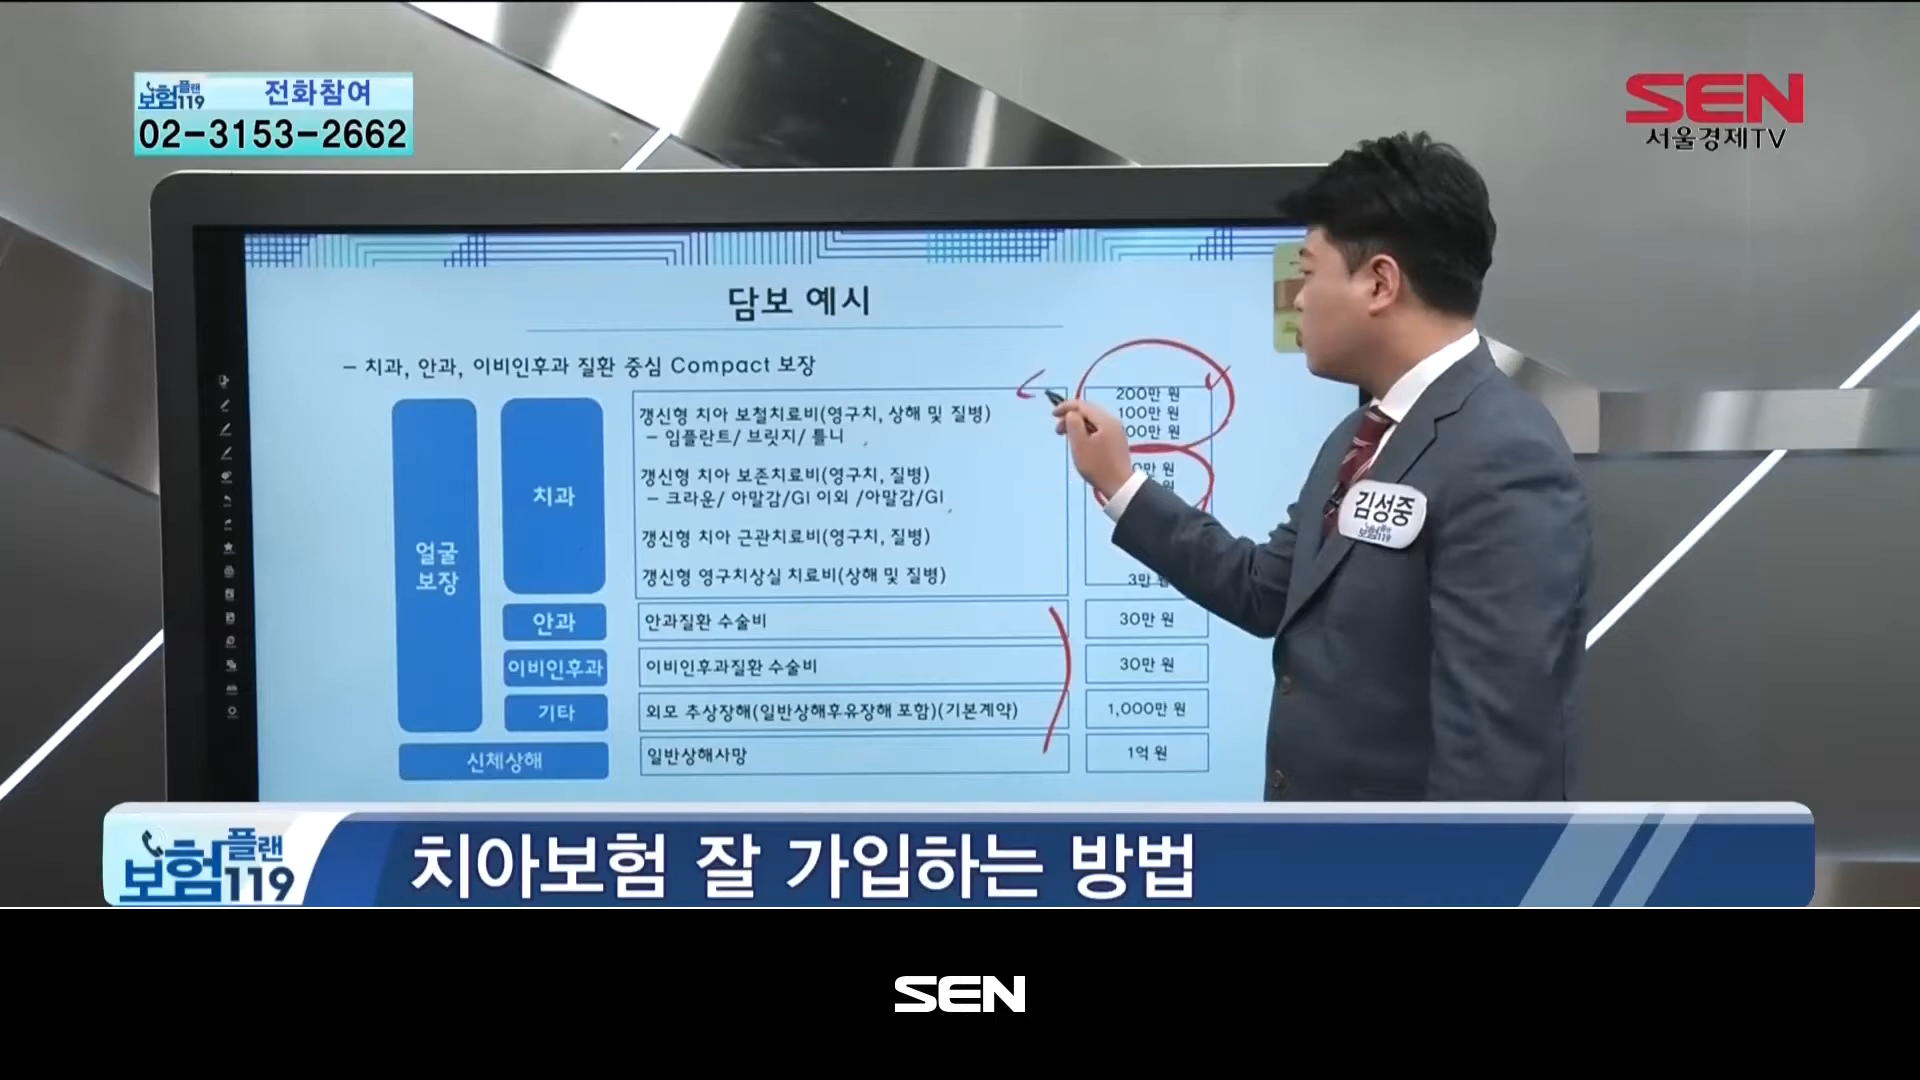 보험플랜119
전화참여
02-3153-2662
SEN
서울경제TV
담보 예시
- 치과, 안과, 이비인후과 질환 중심 Compact 보장
얼굴
보장
치과
갱신형 치아 보철치료비(영구치, 상해 및 질병)
- 임플란트/ 브릿지/ 틀니
200만 원
100만 원
갱신형 치아 보존치료비(영구치, 질병)
- 크라운/ 아말감/GI 이외 /아말감/GI
갱신형 치아 근관치료비(영구치, 질병)
갱신형 영구치상실 치료비(상해 및 질병)
3만
안과
안과질환 수술비
30만 원
이비인후과
이비인후과질환 수술비
30만 원
기타
외모 추상장해(일반상해후유장해 포함)(기본계약)
1,000만 원
신체상해
일반상해사망
1억 원
김성중
보험119
보험플랜119
치아보험 잘 가입하는 방법
SEN